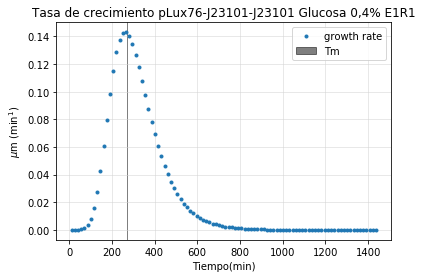 Tasa de crecimiento pLux76-J23101-J23101 Glucosa 0,4% E1R1
growth rate
Tm
0.14
0.12
0.10
0.08
0.06
0.04
0.02
0.00
μm (min¹)
0 200 400 600 800 1000 1200 1400
Tiempo(min)